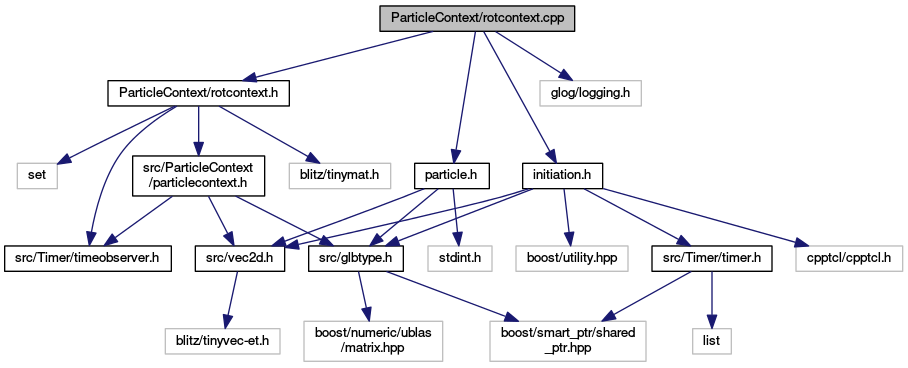 ParticleContext/rotcontext.cpp
ParticleContext/rotcontext.h
glog/logging.h
set
src/ParticleContext
/particlecontext.h
blitz/tinymat.h
particle.h
initiation.h
src/Timer/timeobserver.h
src/vec2d.h
src/glbtype.h
stdint.h
boost/utility.hpp
src/Timer/timer.h
cpptcl/cpptcl.h
blitz/tinyvec-et.h
boost/numeric/ublas
/matrix.hpp
boost/smart_ptr/shared
_ptr.hpp
list